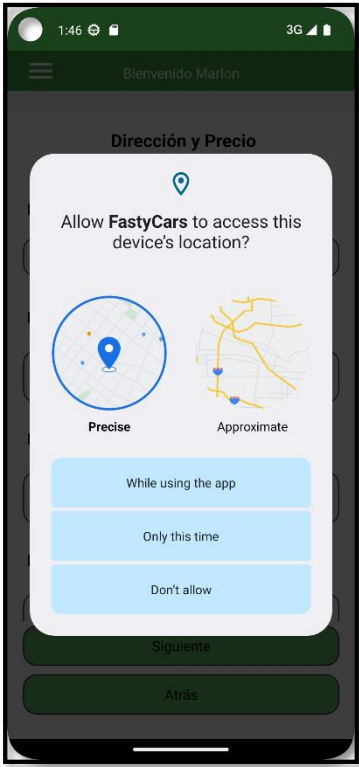 1:46
3G
Bienvenido Marlon
Dirección y Precio
Allow FastyCars to access this
device's location?
Precise
Approximate
While using the app
Only this time
Don't allow
Siguiente
Atrás